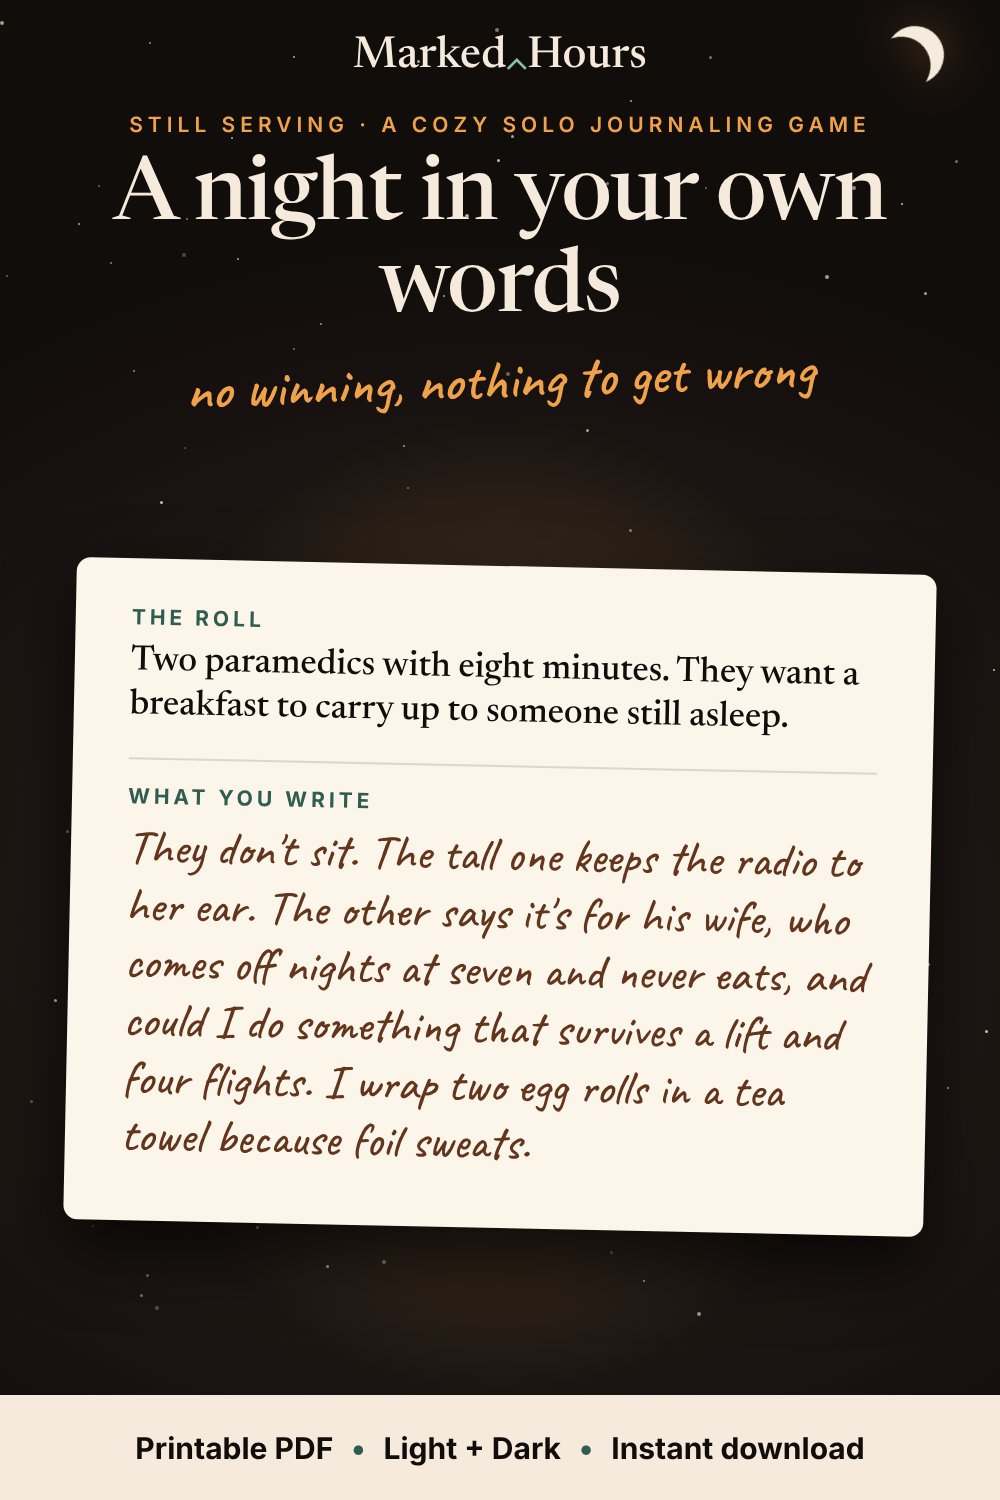 Marked‸Hours
STILL SERVING · A COZY SOLO JOURNALING GAME
A night in your own
words
no winning, nothing to get wrong
THE ROLL
Two paramedics with eight minutes. They want a
breakfast to carry up to someone still asleep.
WHAT YOU WRITE
They don't sit. The tall one keeps the radio to
her ear. The other says it's for his wife, who
comes off nights at seven and never eats, and
could I do something that survives a lift and
four flights. I wrap two egg rolls in a tea
towel because foil sweats.
Printable PDF • Light + Dark • Instant download